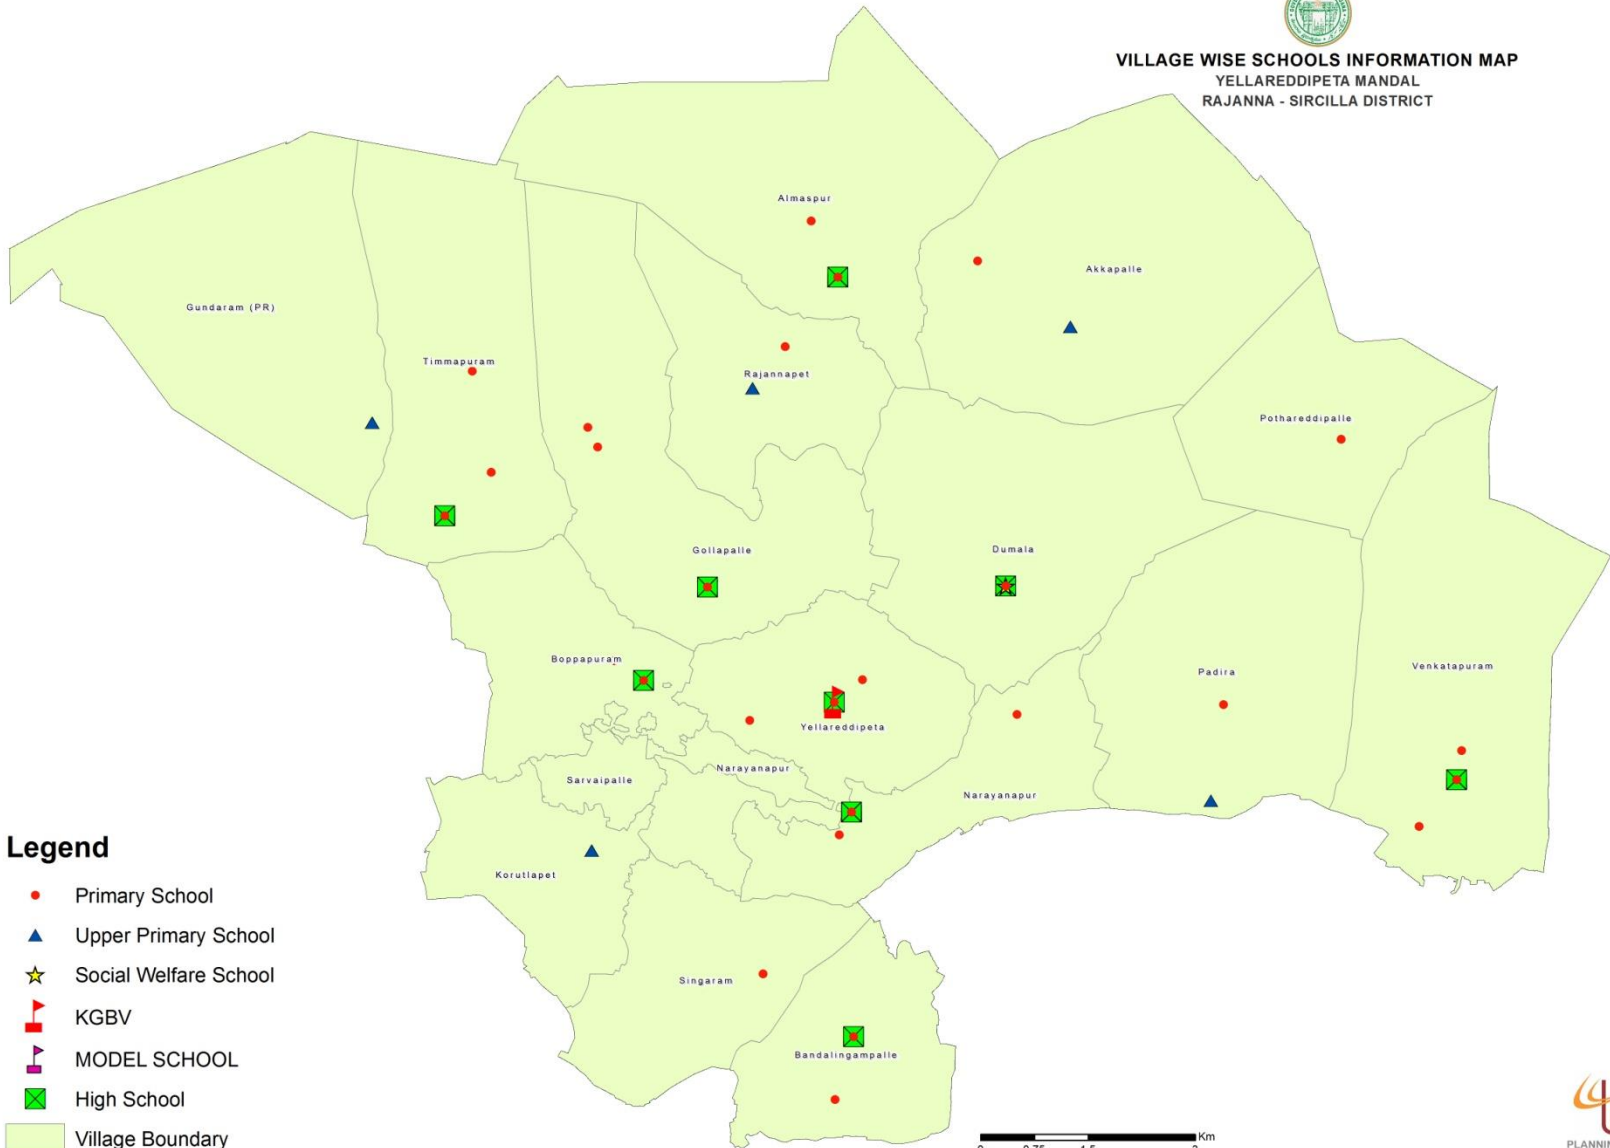 VILLAGE WISE SCHOOLS INFORMATION MAP
YELLAREDDIPETA MANDAL
RAJANNA - SIRCILLA DISTRICT
Almaspur
Akkapalle
Gundaram (PR)
Timmapuram
Rajannapet
Pothareddipalle
Gollapalle
Dumala
Boppapuram
Venkatapuram
Padira
Yellareddipeta
Narayanapur
Sarvaipalle
Narayanapur
Korutlapet
Singaram
Bandalingampalle
Legend
Primary School
Upper Primary School
Social Welfare School
KGBV
MODEL SCHOOL
High School
Village Boundary
Km